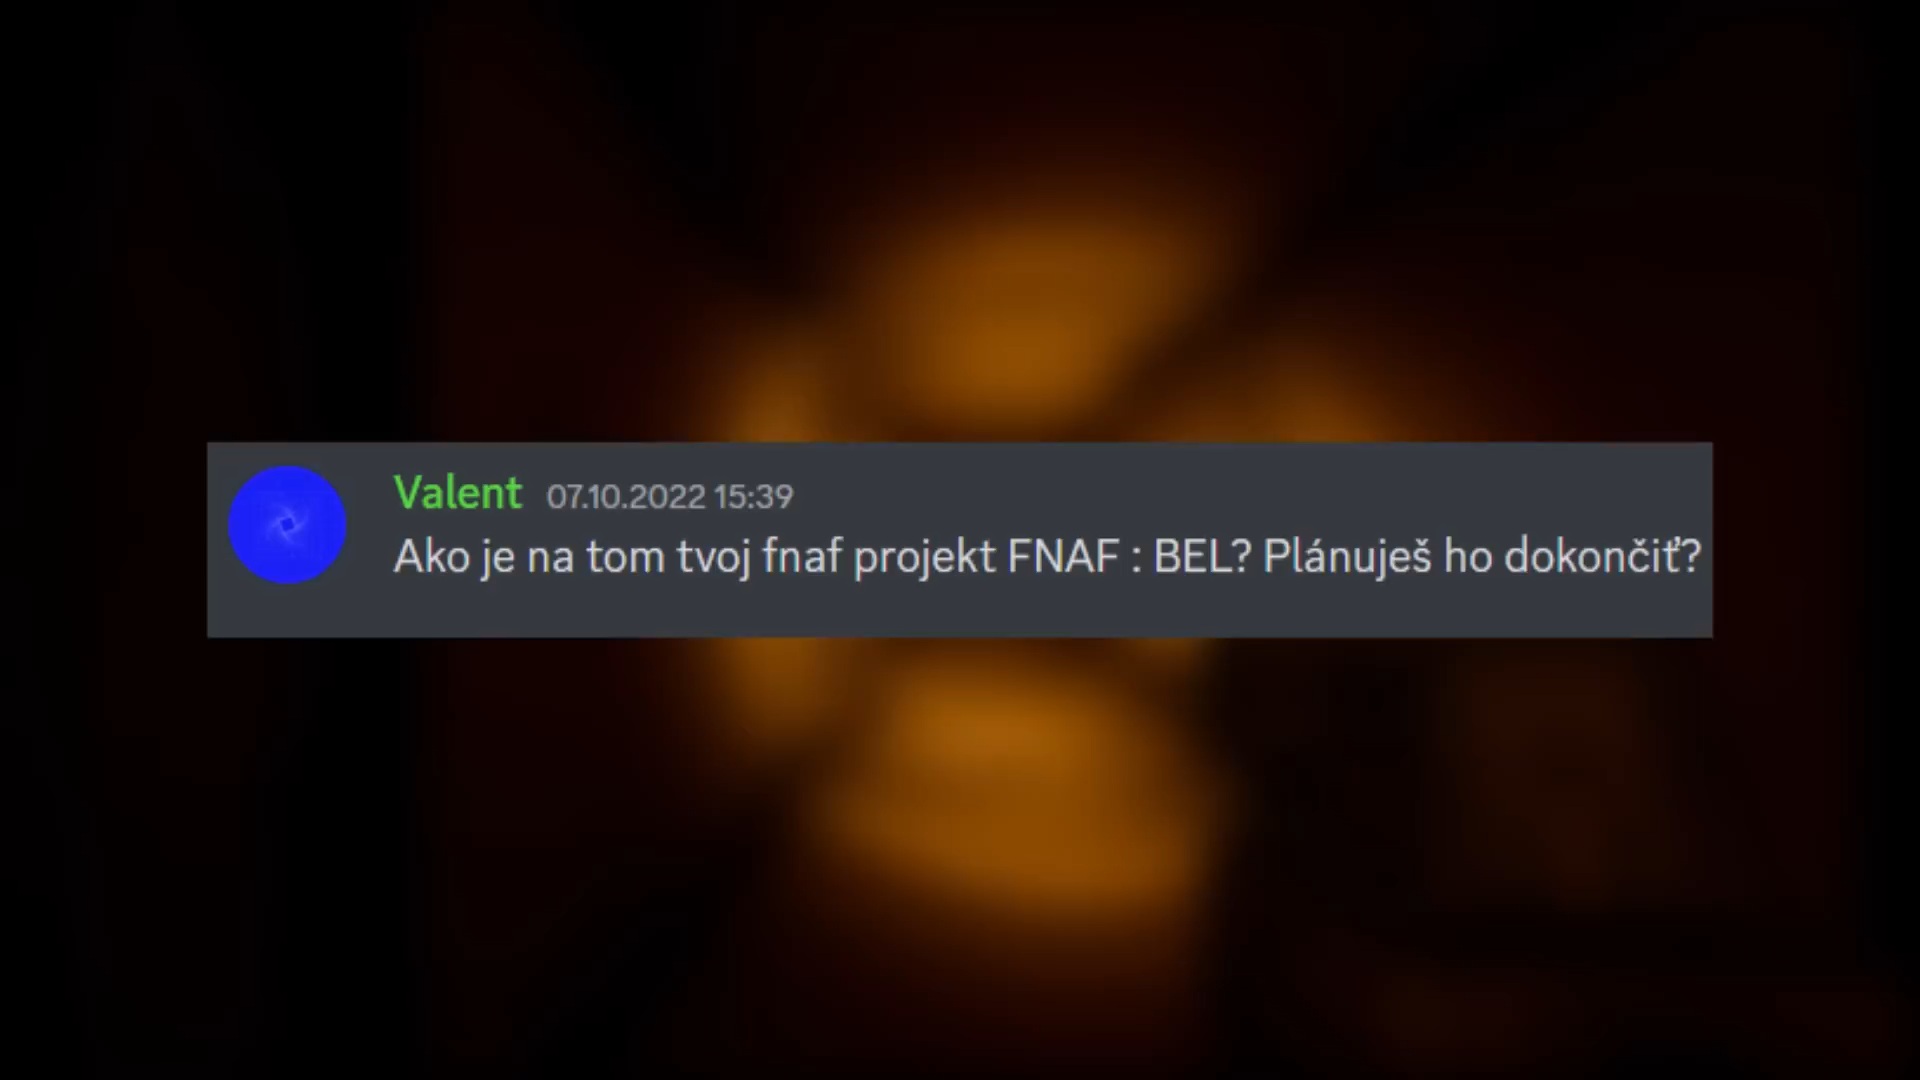 Valent 07.10.2022 15:39
Ako je na tom tvoj fnaf projekt FNAF : BEL? Plánuješ ho dokončiť?